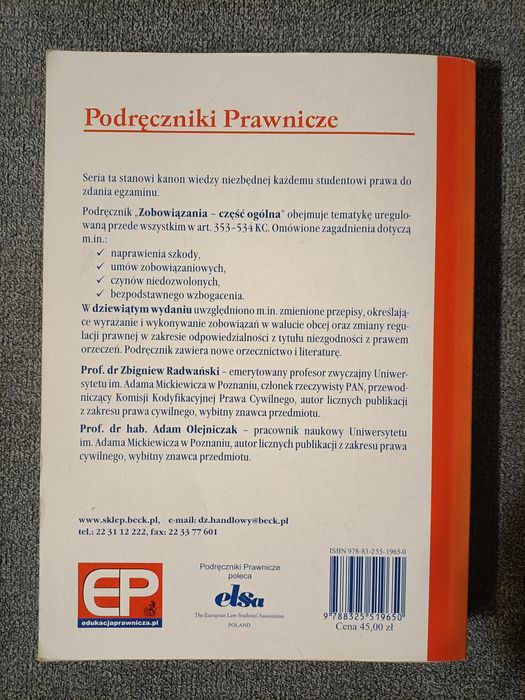 Podręczniki Prawnicze
Seria ta stanowi kanon wiedzy niezbędnej każdemu studentowi prawa do
zdania egzaminu.
Podręcznik „Zobowiązania – część ogólna" obejmuje tematykę uregulo-
waną przede wszystkim w art. 353–534 KC. Omówione zagadnienia dotyczą
m.in.:
✓ naprawienia szkody,
✓ umów zobowiązaniowych,
✓ czynów niedozwolonych,
✓ bezpodstawnego wzbogacenia.
W dziewiątym wydaniu uwzględniono m.in. zmienione przepisy, określają-
ce wyrażanie i wykonywanie zobowiązań w walucie obcej oraz zmiany regu-
lacji prawnej w zakresie odpowiedzialności z tytułu niezgodności z prawem
orzeczeń. Podręcznik zawiera nowe orzecznictwo i literaturę.
Prof. dr Zbigniew Radwański – emerytowany profesor zwyczajny Uniwer-
sytetu im. Adama Mickiewicza w Poznaniu, członek rzeczywisty PAN, przewod-
niczący Komisji Kodyfikacyjnej Prawa Cywilnego, autor licznych publikacji
z zakresu prawa cywilnego, wybitny znawca przedmiotu.
Prof. dr hab. Adam Olejniczak – pracownik naukowy Uniwersytetu
im. Adama Mickiewicza w Poznaniu, autor licznych publikacji z zakresu prawa
cywilnego, wybitny znawca przedmiotu.
www.sklep.beck.pl, e-mail: dz.handlowy@beck.pl
tel.: 22 31 12 222, fax: 22 33 77 601
EP
edukacjaprawnicza.pl
Podręczniki Prawnicze
poleca
elsa
The European Law Students' Association
POLAND
ISBN 978-83-255-1965-0
9 788325 519650
Cena 45,00 zł